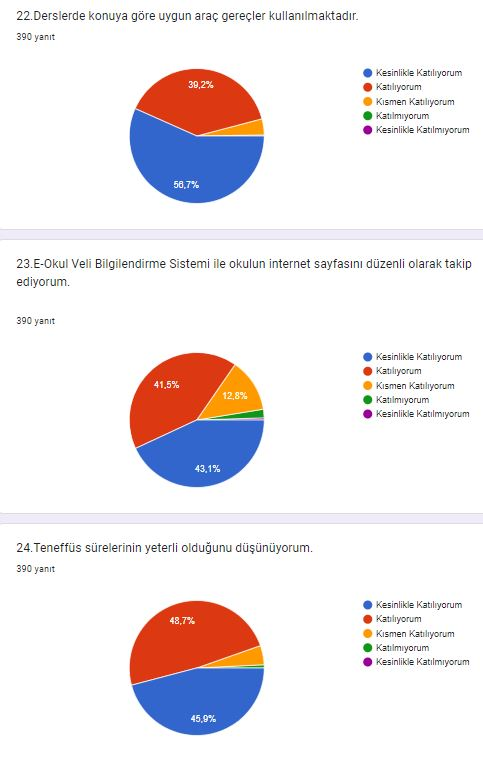 22.Derslerde konuya göre uygun araç gereçler kullanılmaktadır.
390 yanıt
Kesinlikle Katılıyorum
Katılıyorum
Kısmen Katılıyorum
Katılmıyorum
Kesinlikle Katılmıyorum
39,2%
56,7%
23.E-Okul Veli Bilgilendirme Sistemi ile okulun internet sayfasını düzenli olarak takip
ediyorum.
390 yanıt
Kesinlikle Katılıyorum
Katılıyorum
Kısmen Katılıyorum
Katılmıyorum
Kesinlikle Katılmıyorum
41,5%
12,8%
43,1%
24.Teneffüs sürelerinin yeterli olduğunu düşünüyorum.
390 yanıt
Kesinlikle Katılıyorum
Katılıyorum
Kısmen Katılıyorum
Katılmıyorum
Kesinlikle Katılmıyorum
48,7%
45,9%